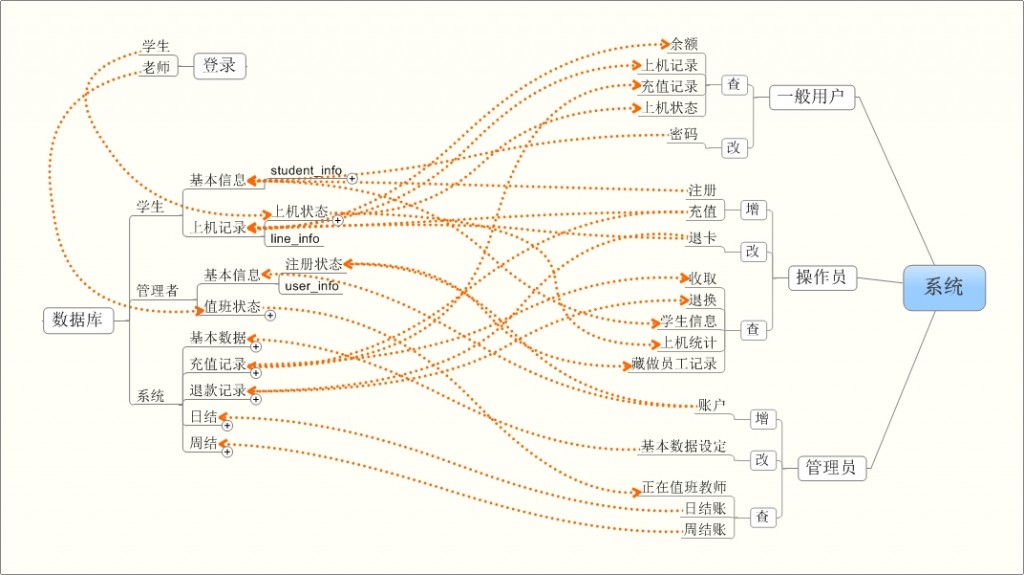 学生
老师
登录
余额
上机记录
充值记录
上机状态
查
密码
改
一般用户
student_info
基本信息
学生
上机状态
上机记录
line_info
注册
充值
增
退卡
改
操作员
系统
注册状态
基本信息
user_info
管理者
值班状态
数据库
收取
退换
学生信息
上机统计
藏做员工记录
查
基本数据
充值记录
退款记录
系统
日结
周结
账户
增
基本数据设定
改
管理员
正在值班教师
日结账
周结账
查